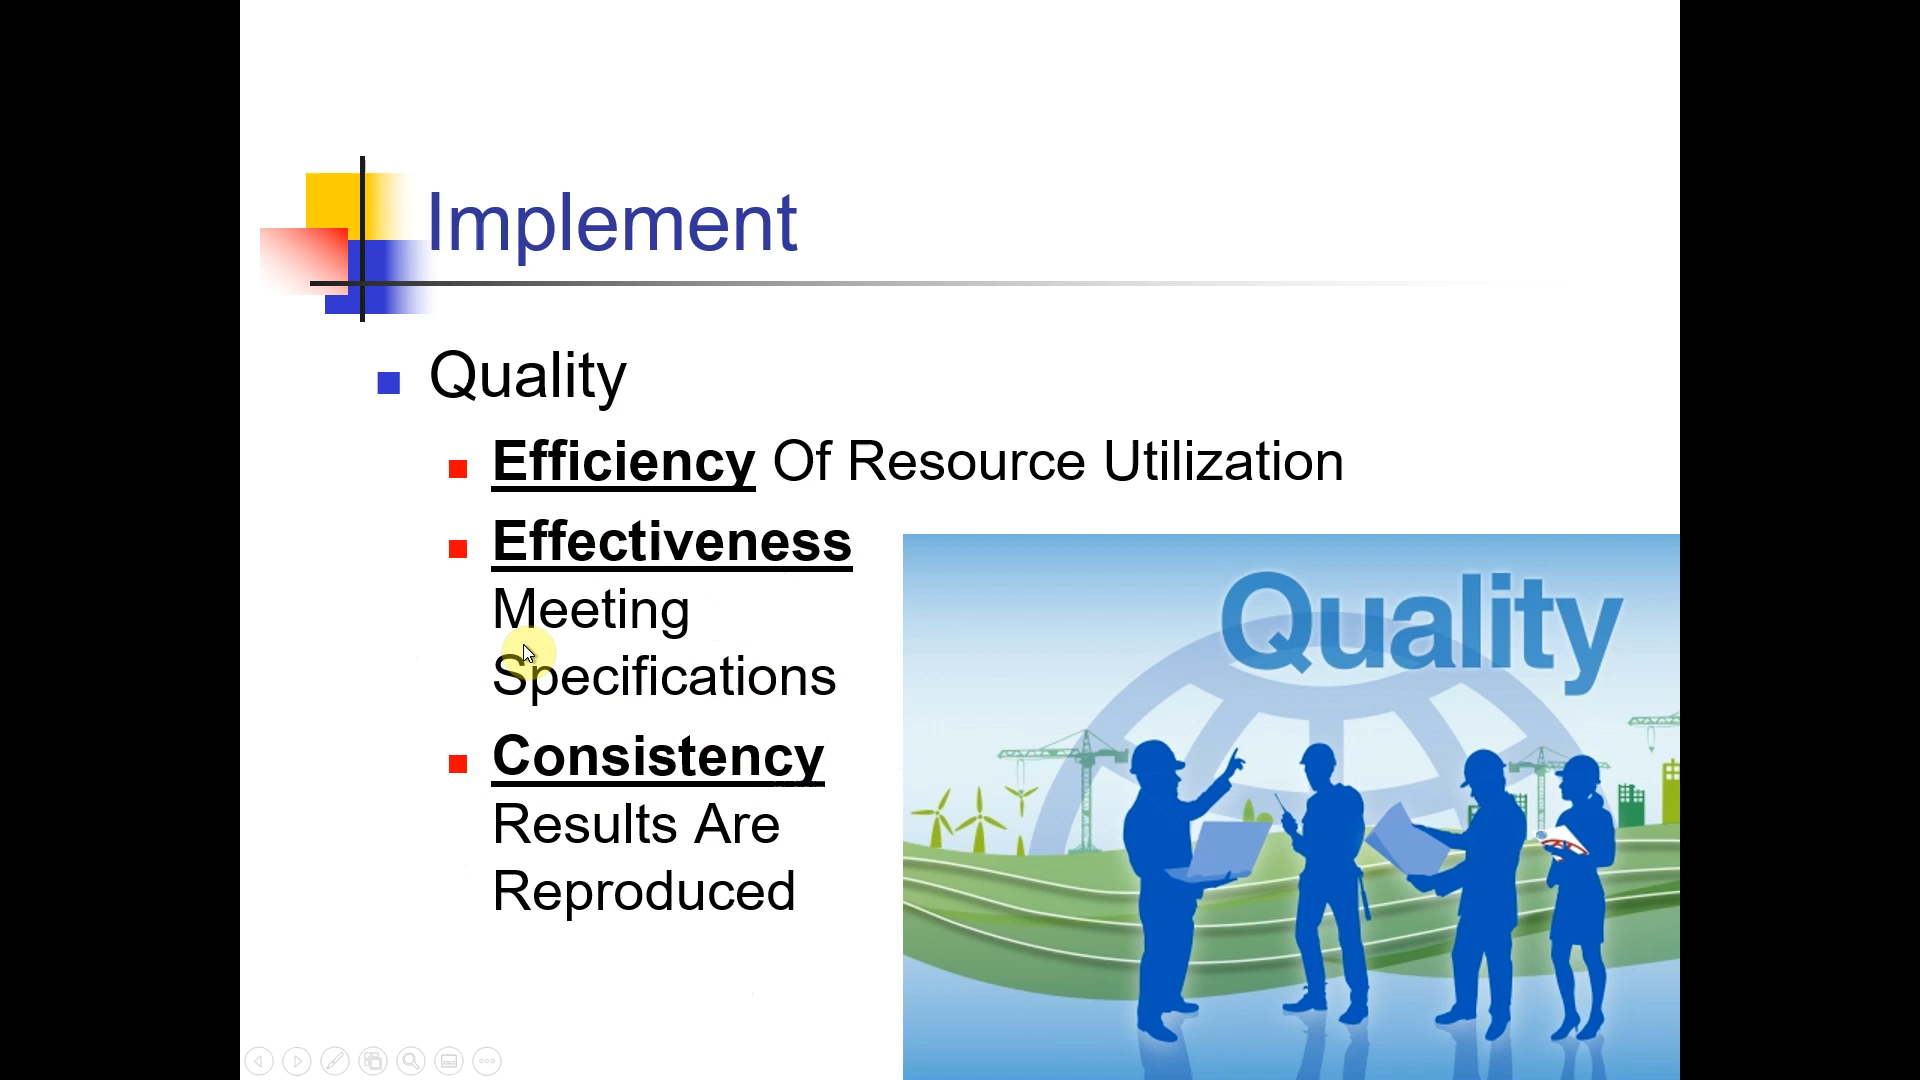 Implement
Quality
Efficiency Of Resource Utilization
Effectiveness
Meeting
Specifications
Consistency
Results Are
Reproduced
Quality